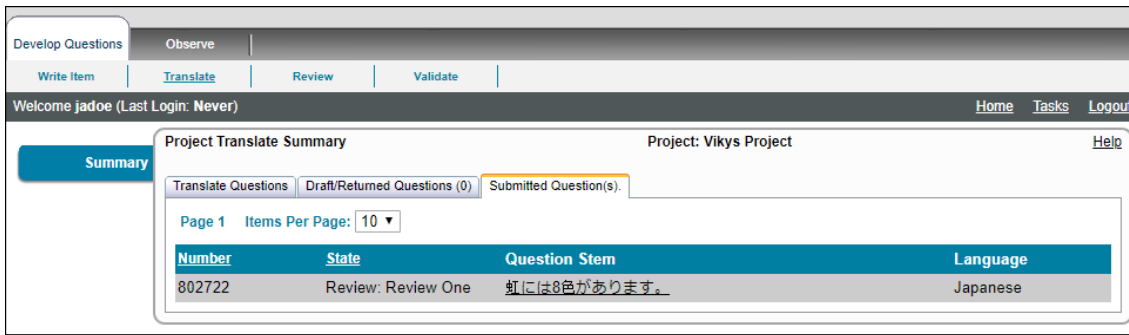 Develop Questions Observe
Write Item Translate Review Validate
Welcome jadoe (Last Login: Never) Home Tasks Logout
Summary
Project Translate Summary Project: Vikys Project Help
Translate Questions Draft/Returned Questions (0) Submitted Question(s).
Page 1 Items Per Page: 10
Number State Question Stem Language
802722 Review: Review One 虹には8色があります。 Japanese